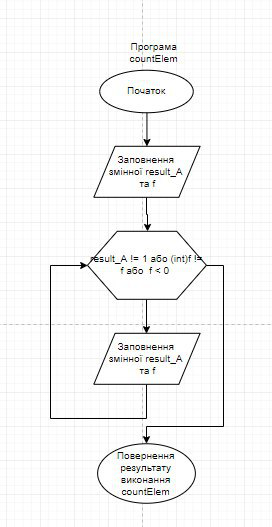 Програма
countElem
Початок
Заповнення
змінної result_A
та f
result_A != 1 або (int)f !=
f або f < 0
Заповнення
змінної result_A
та f
Повернення
результату
виконання
countElem